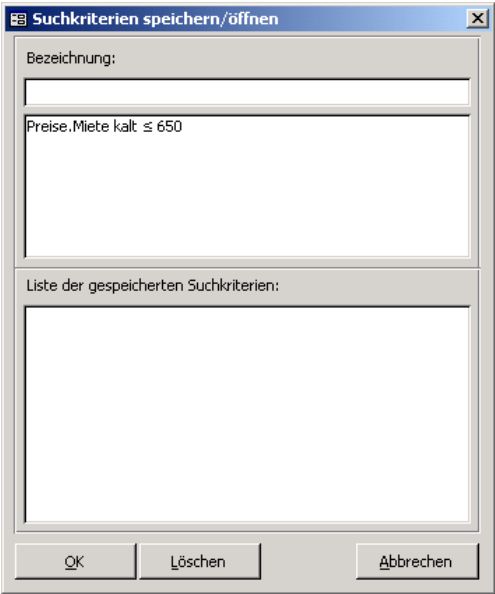 Suchkriterien speichern/öffnen
Bezeichnung:
Preise.Miete kalt ≤ 650
Liste der gespeicherten Suchkriterien:
OK Löschen Abbrechen